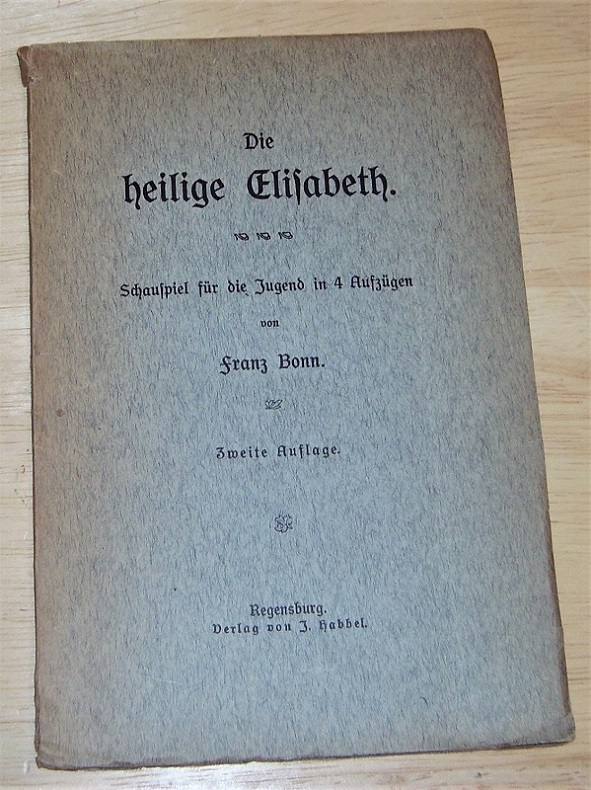 Die
heilige Eliſabeth.
Schauſpiel für die Jugend in 4 Aufzügen
von
Franz Bonn.
Zweite Auflage.
Regensburg.
Verlag von J. Habbel.